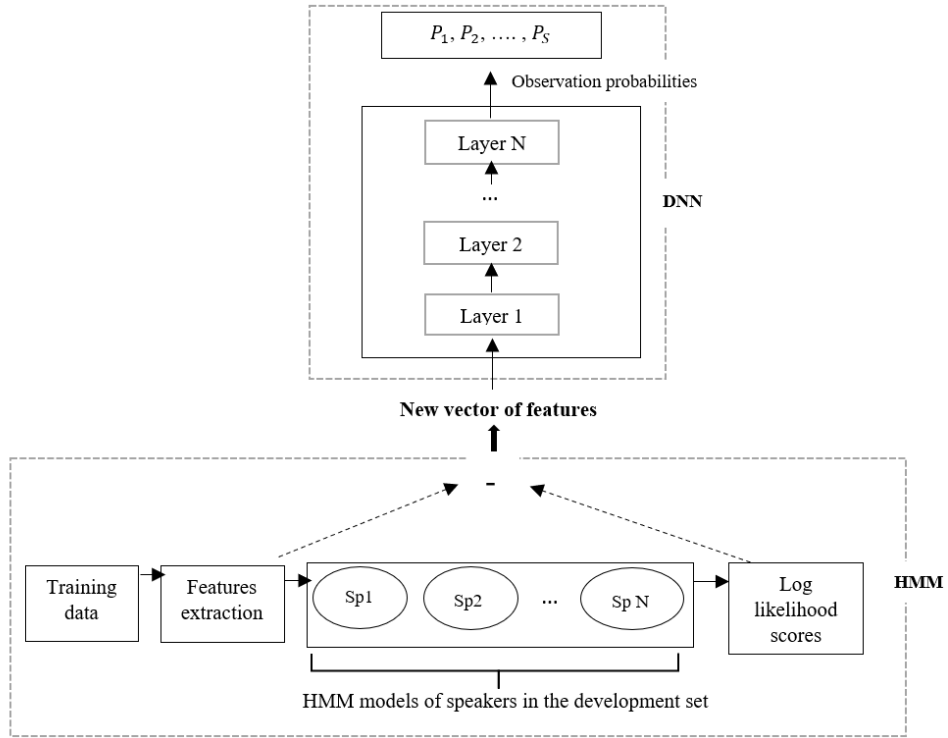 P₁, P₂, .... , P_S
Observation probabilities
Layer N
...
DNN
Layer 2
Layer 1
New vector of features
-
Training
data
Features
extraction
Sp1
Sp2
...
Sp N
Log
likelihood
scores
HMM
HMM models of speakers in the development set